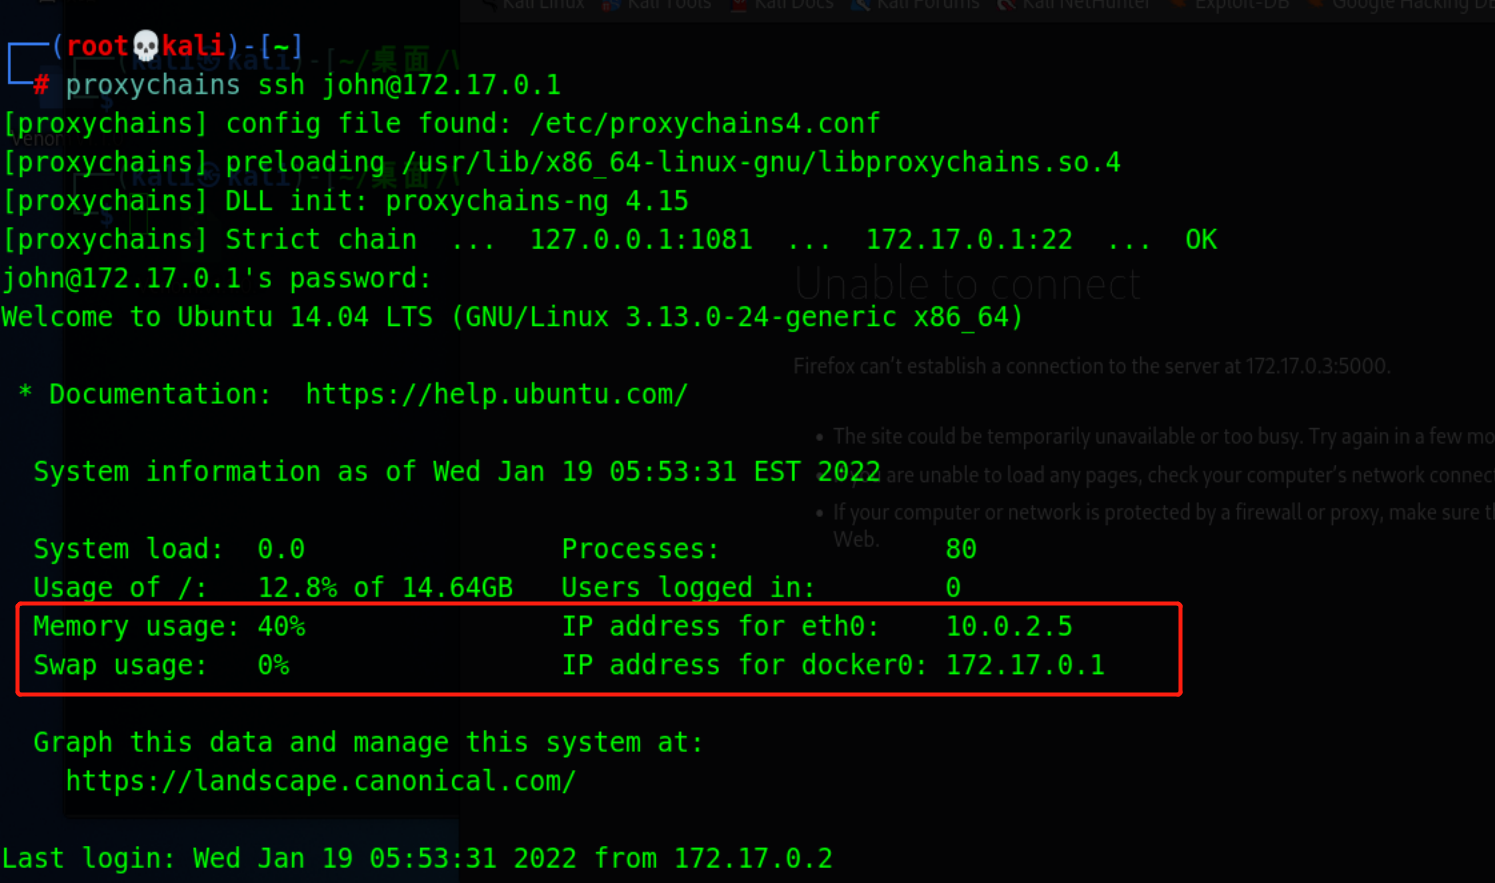 Kali Linux Kali Tools Kali Docs Kali Forums Kali NetHunter Exploit-DB Google Hacking DB
┌──(root💀kali)-[~]
└─# proxychains ssh john@172.17.0.1
[proxychains] config file found: /etc/proxychains4.conf
[proxychains] preloading /usr/lib/x86_64-linux-gnu/libproxychains.so.4
[proxychains] DLL init: proxychains-ng 4.15
[proxychains] Strict chain  ...  127.0.0.1:1081  ...  172.17.0.1:22  ...  OK
john@172.17.0.1's password:
Unable to connect
Welcome to Ubuntu 14.04 LTS (GNU/Linux 3.13.0-24-generic x86_64)
Firefox can't establish a connection to the server at 172.17.0.3:5000.
 * Documentation:  https://help.ubuntu.com/
The site could be temporarily unavailable or too busy. Try again in a few mo
  System information as of Wed Jan 19 05:53:31 EST 2022
are unable to load any pages, check your computer's network connect
If your computer or network is protected by a firewall or proxy, make sure th
Web.
  System load:  0.0                Processes:              80
  Usage of /:   12.8% of 14.64GB   Users logged in:        0
  Memory usage: 40%                IP address for eth0:    10.0.2.5
  Swap usage:   0%                 IP address for docker0: 172.17.0.1
  Graph this data and manage this system at:
    https://landscape.canonical.com/
Last login: Wed Jan 19 05:53:31 2022 from 172.17.0.2